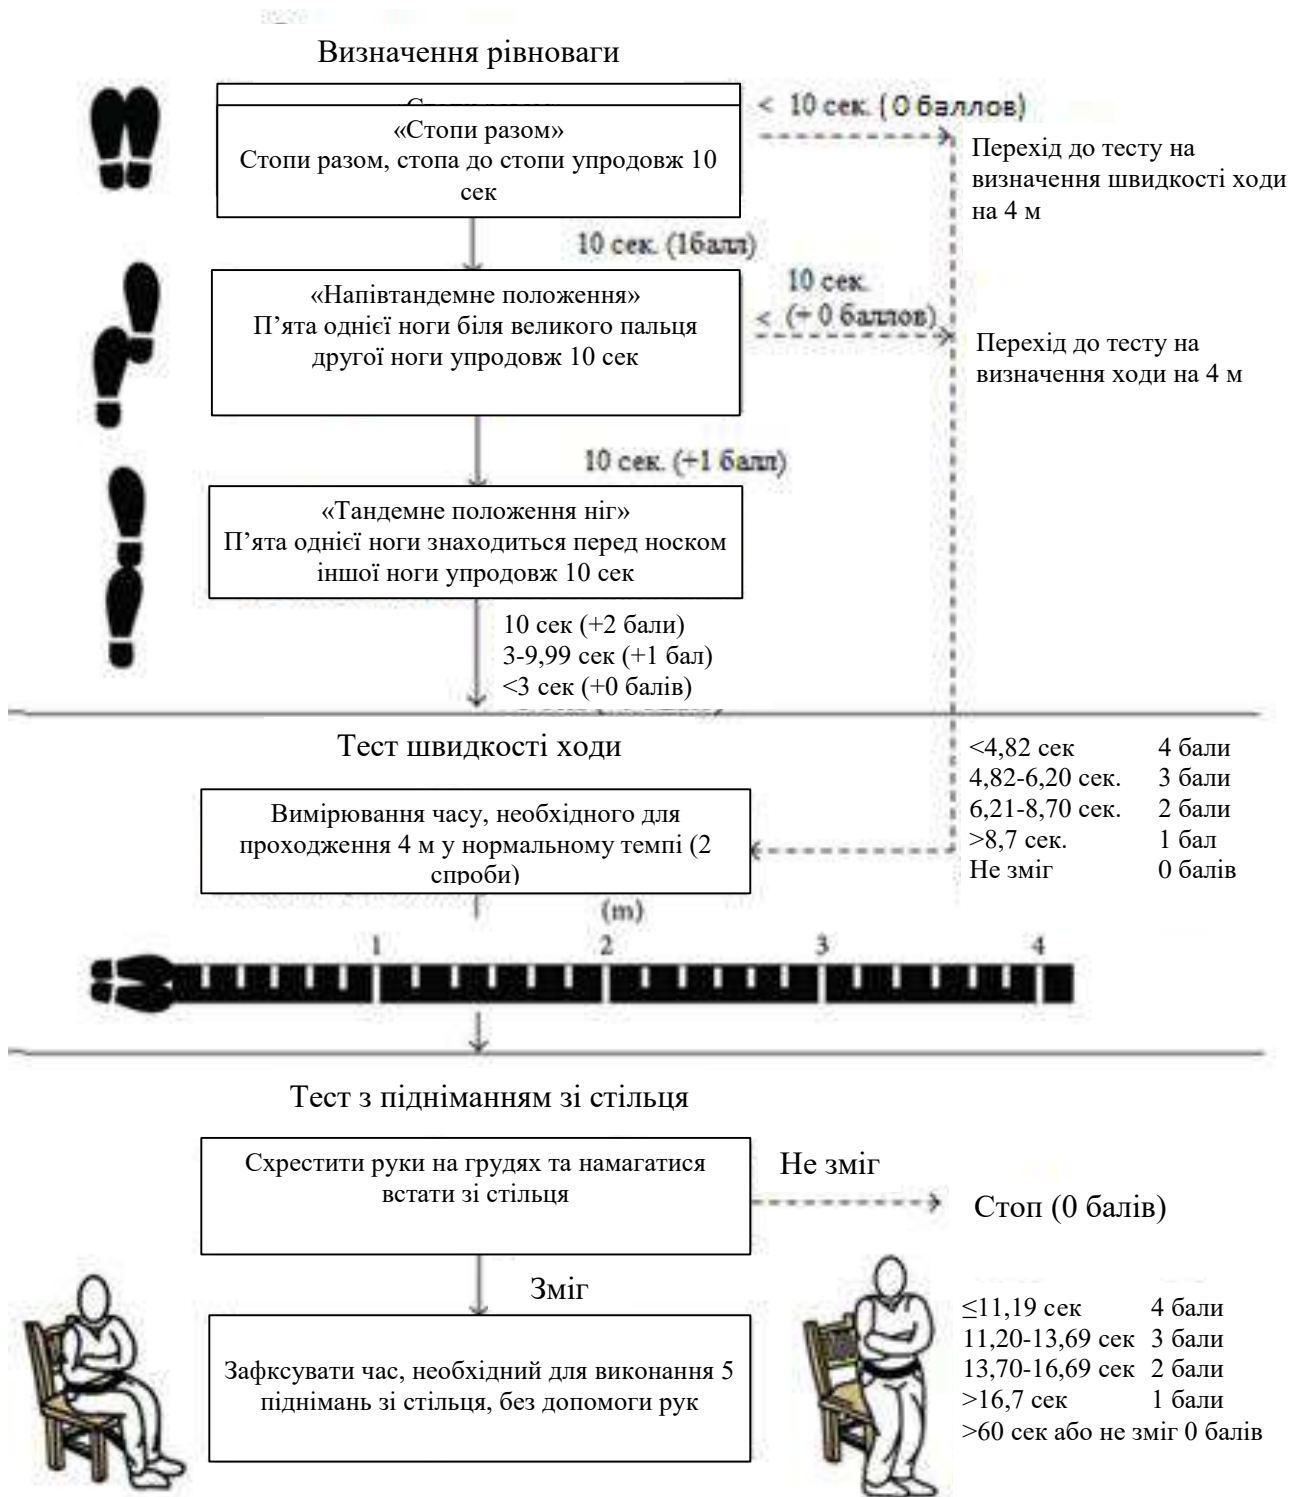 Визначення рівноваги
< 10 сек. ( 0 баллов)
«Стопи разом»
Стопи разом, стопа до стопи упродовж 10
сек
Перехід до тесту на
визначення швидкості ходи
на 4 м
10 сек. (1балл)
«Напівтандемне положення»
П’ята однієї ноги біля великого пальця
другої ноги упродовж 10 сек
10 сек.
< (+ 0 баллов)
Перехід до тесту на
визначення ходи на 4 м
10 сек. (+1 балл)
«Тандемне положення ніг»
П’ята однієї ноги знаходиться перед носком
іншої ноги упродовж 10 сек
10 сек (+2 бали)
3-9,99 сек (+1 бал)
<3 сек (+0 балів)
Тест швидкості ходи
<4,82 сек 4 бали
4,82-6,20 сек. 3 бали
6,21-8,70 сек. 2 бали
>8,7 сек. 1 бал
Не зміг 0 балів
Вимірювання часу, необхідного для
проходження 4 м у нормальному темпі (2
спроби)
(m)
1 2 3 4
Тест з підніманням зі стільця
Схрестити руки на грудях та намагатися
встати зі стільця
Не зміг
Стоп (0 балів)
Зміг
Зафксувати час, необхідний для виконання 5
піднімань зі стільця, без допомоги рук
≤11,19 сек 4 бали
11,20-13,69 сек 3 бали
13,70-16,69 сек 2 бали
>16,7 сек 1 бали
>60 сек або не зміг 0 балів